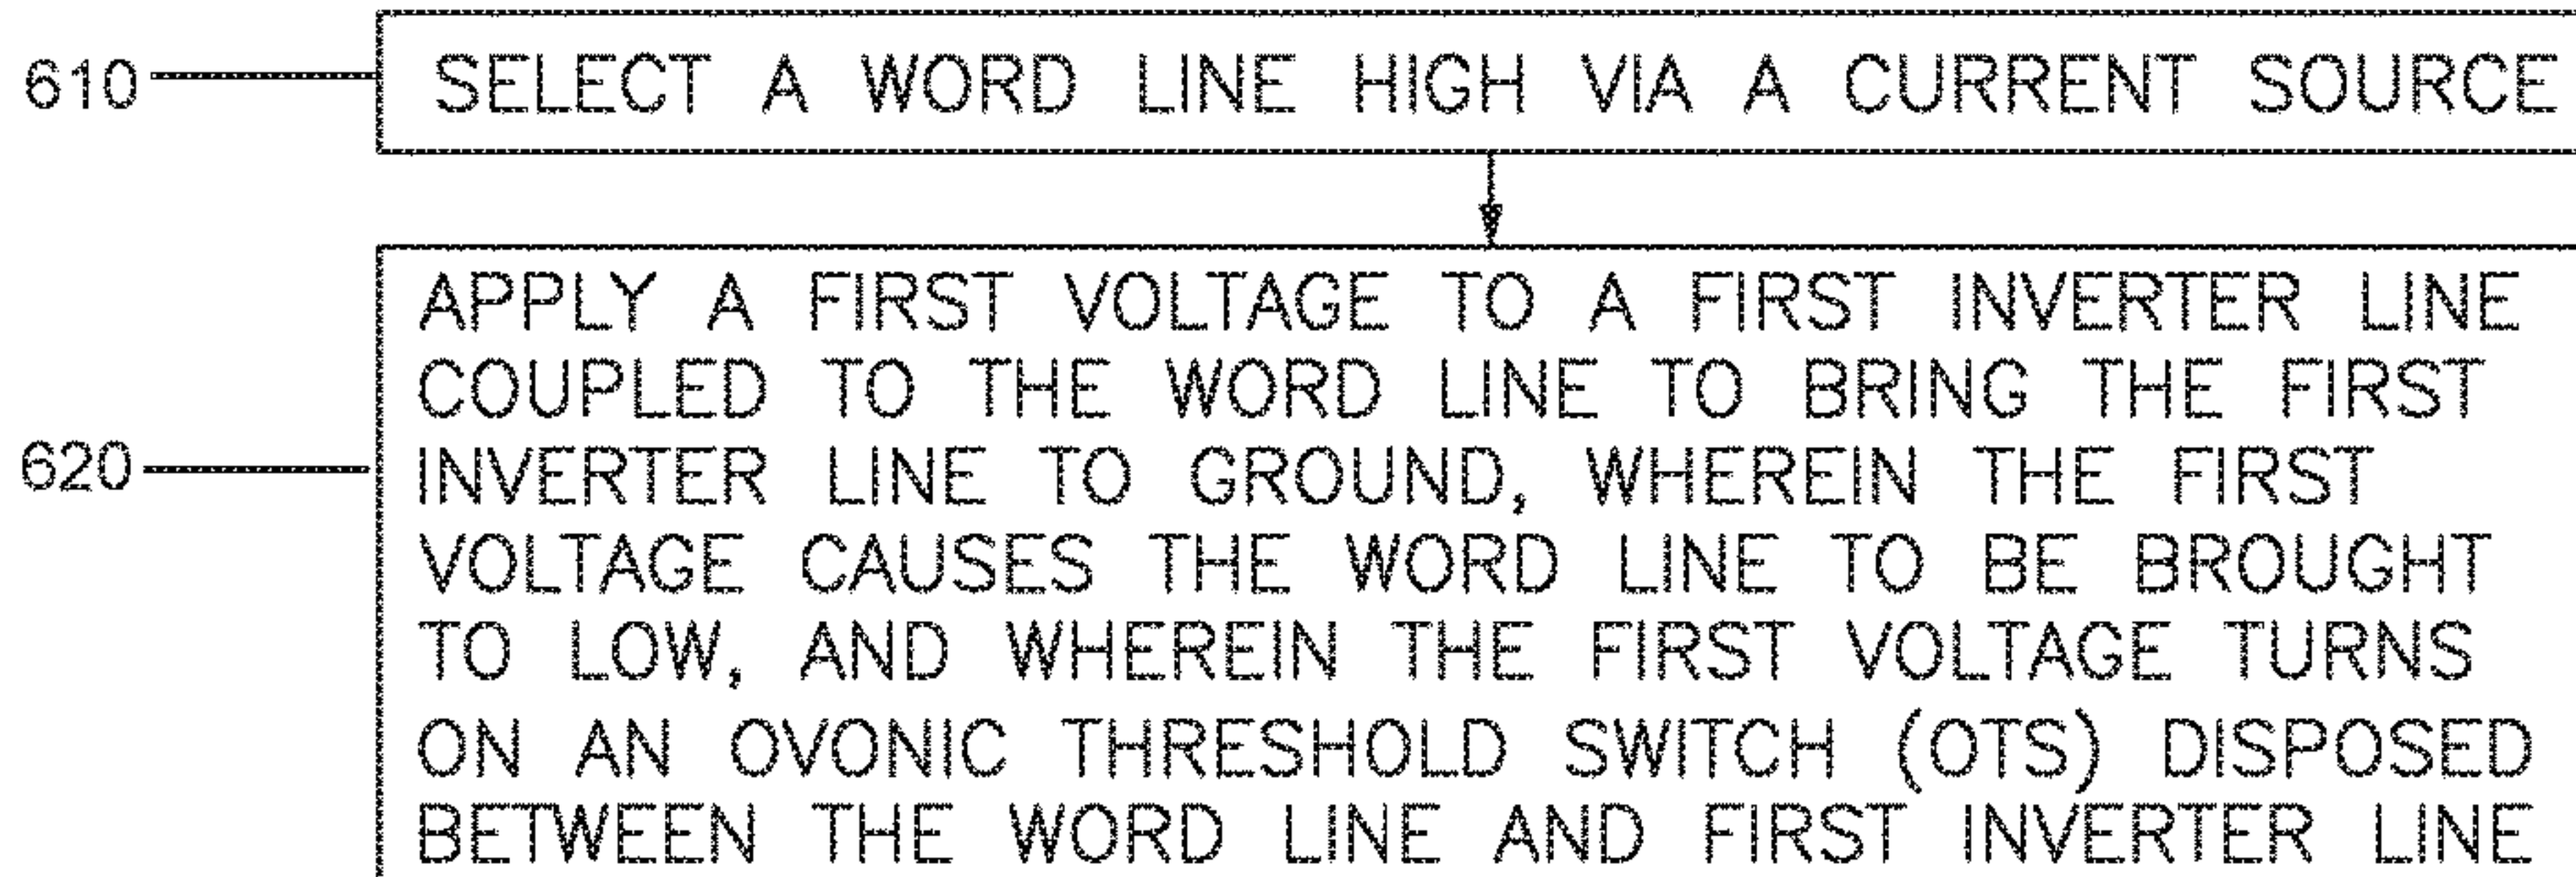 610 SELECT A WORD LINE HIGH VIA A CURRENT SOURCE
APPLY A FIRST VOLTAGE TO A FIRST INVERTER LINE
COUPLED TO THE WORD LINE TO BRING THE FIRST
620 INVERTER LINE TO GROUND, WHEREIN THE FIRST
VOLTAGE CAUSES THE WORD LINE TO BE BROUGHT
TO LOW, AND WHEREIN THE FIRST VOLTAGE TURNS
ON AN OVONIC THRESHOLD SWITCH (OTS) DISPOSED
BETWEEN THE WORD LINE AND FIRST INVERTER LINE